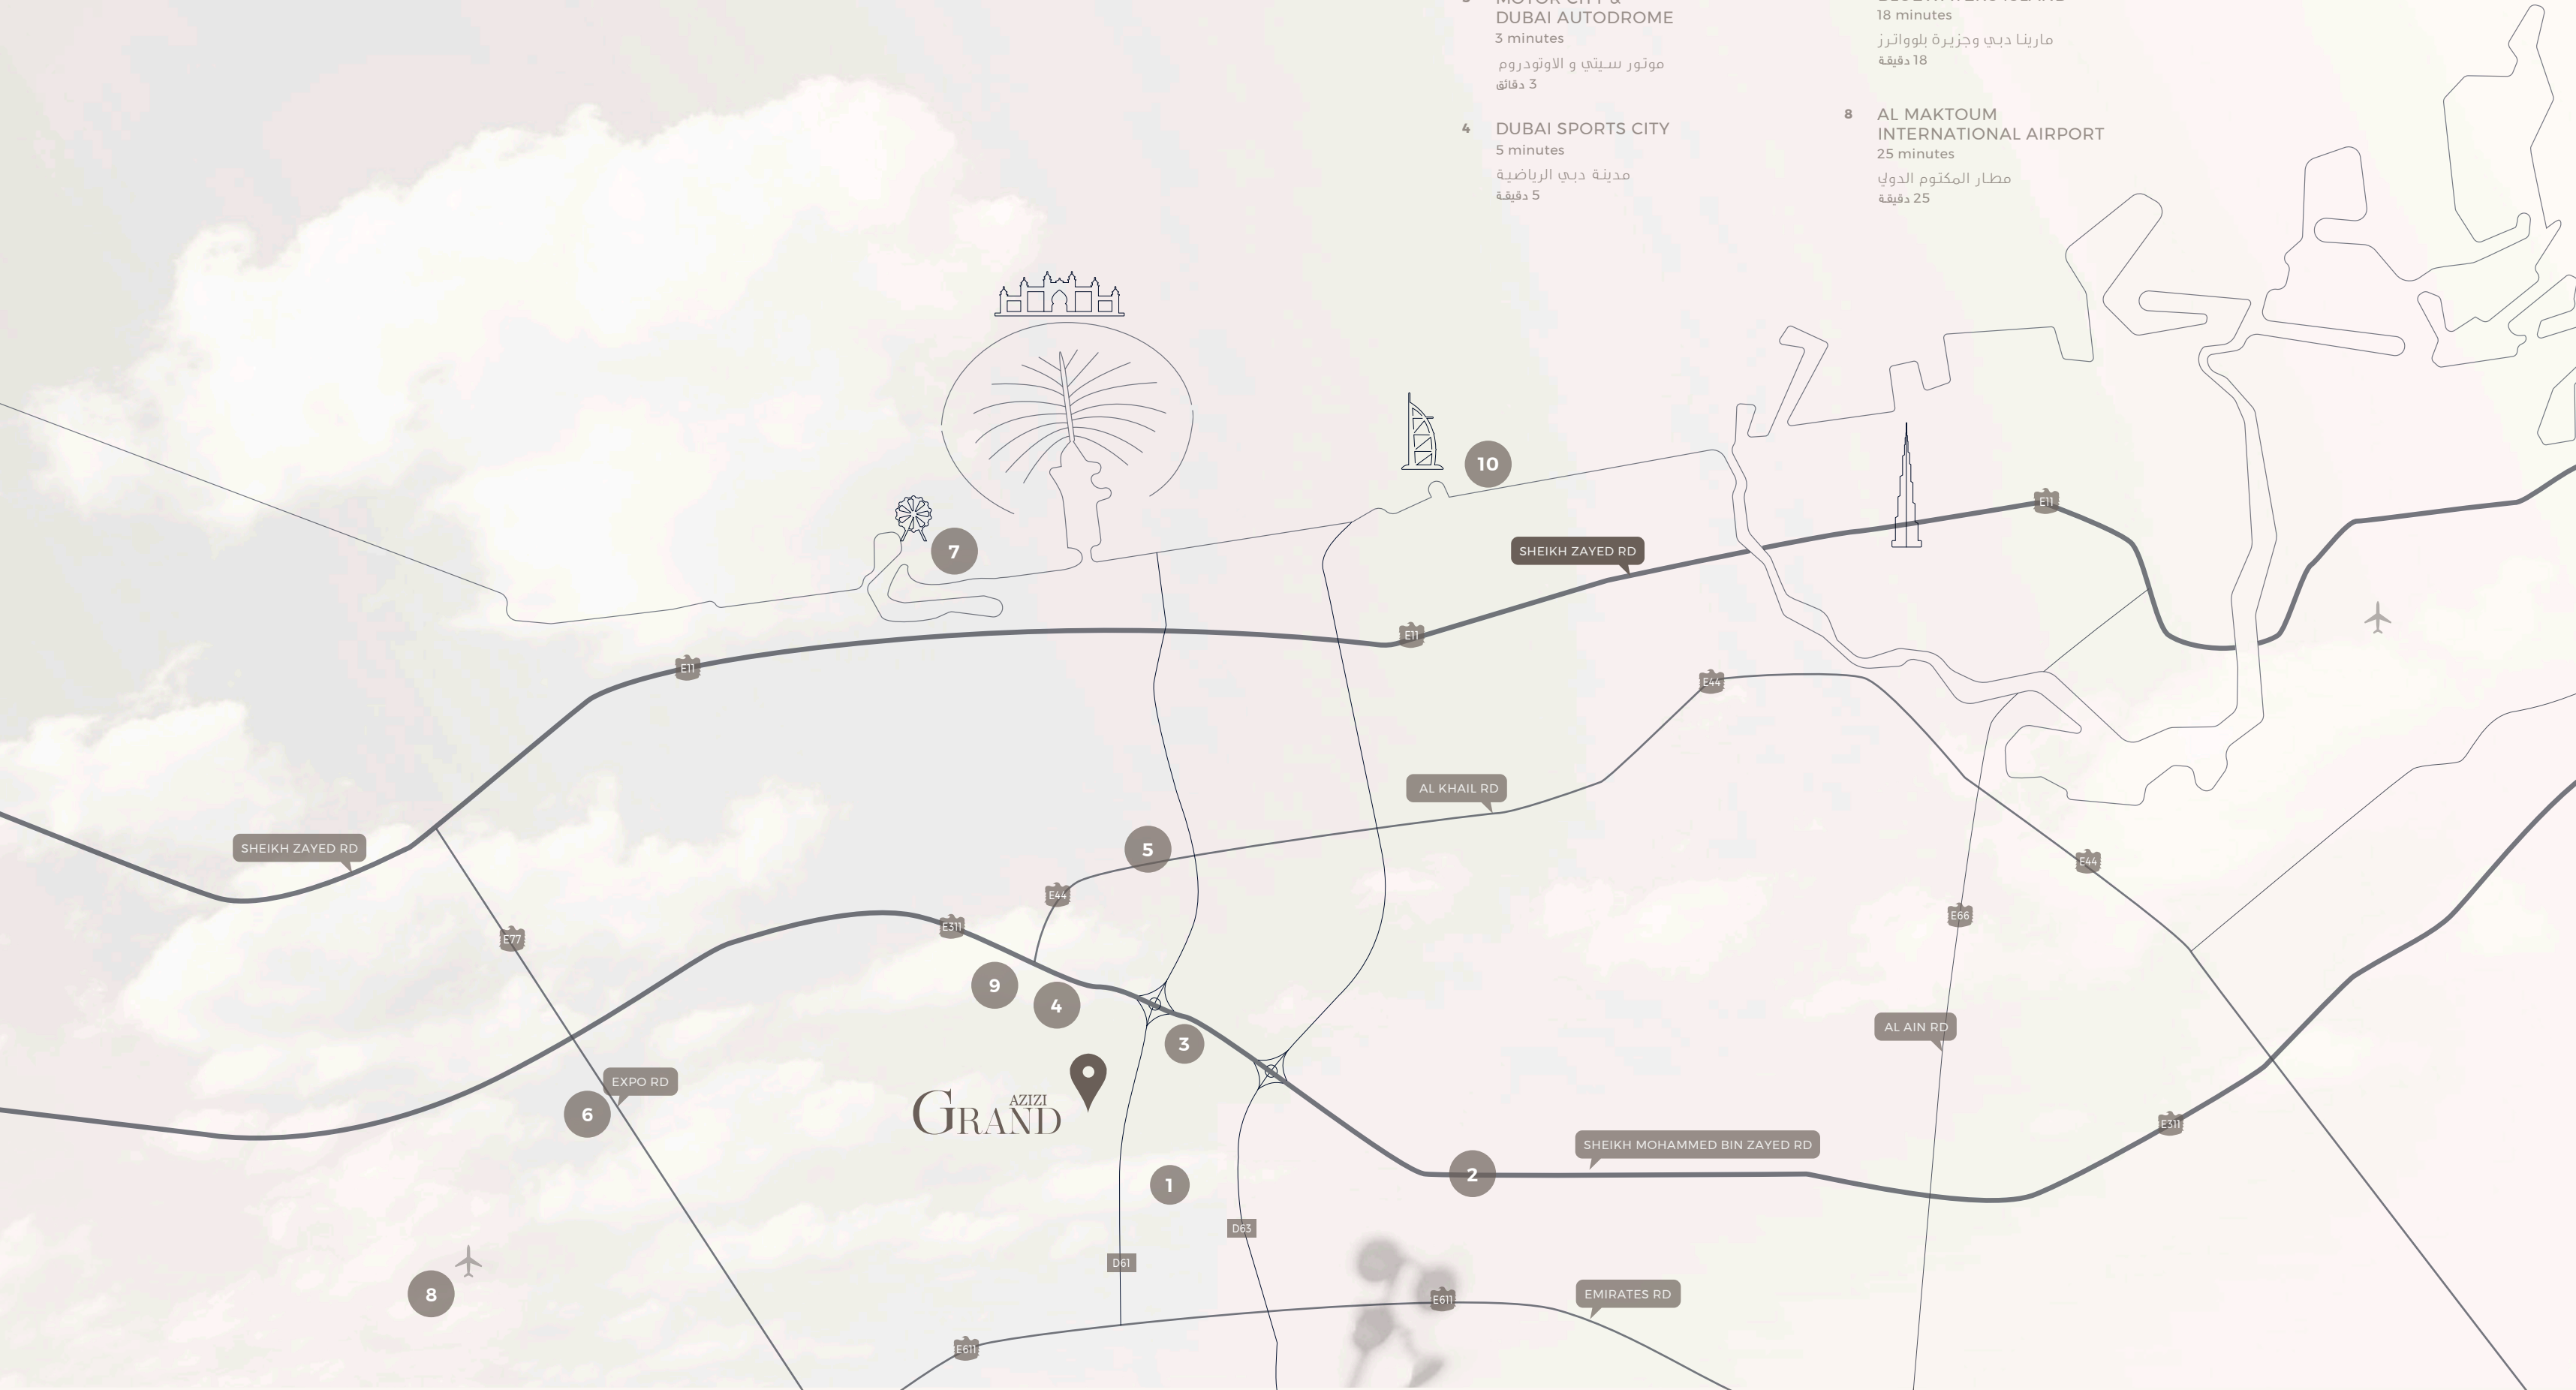 DUBAI AUTODROME
3 minutes
موتور سيتي و الاوتودروم
3 دقائق
4 DUBAI SPORTS CITY
5 minutes
مدينة دبي الرياضية
5 دقيقة
18 minutes
مارينا دبي وجزيرة بلوواترز
18 دقيقة
8 AL MAKTOUM
INTERNATIONAL AIRPORT
25 minutes
مطار المكتوم الدولي
25 دقيقة
10
7
E11
SHEIKH ZAYED RD
E11
E11
E44
AL KHAIL RD
5
SHEIKH ZAYED RD
E44
E44
E311
E66
E77
9
4
AL AIN RD
3
EXPO RD
6
AZIZI
GRAND
E311
SHEIKH MOHAMMED BIN ZAYED RD
2
1
D63
D61
8
E611
EMIRATES RD
E611